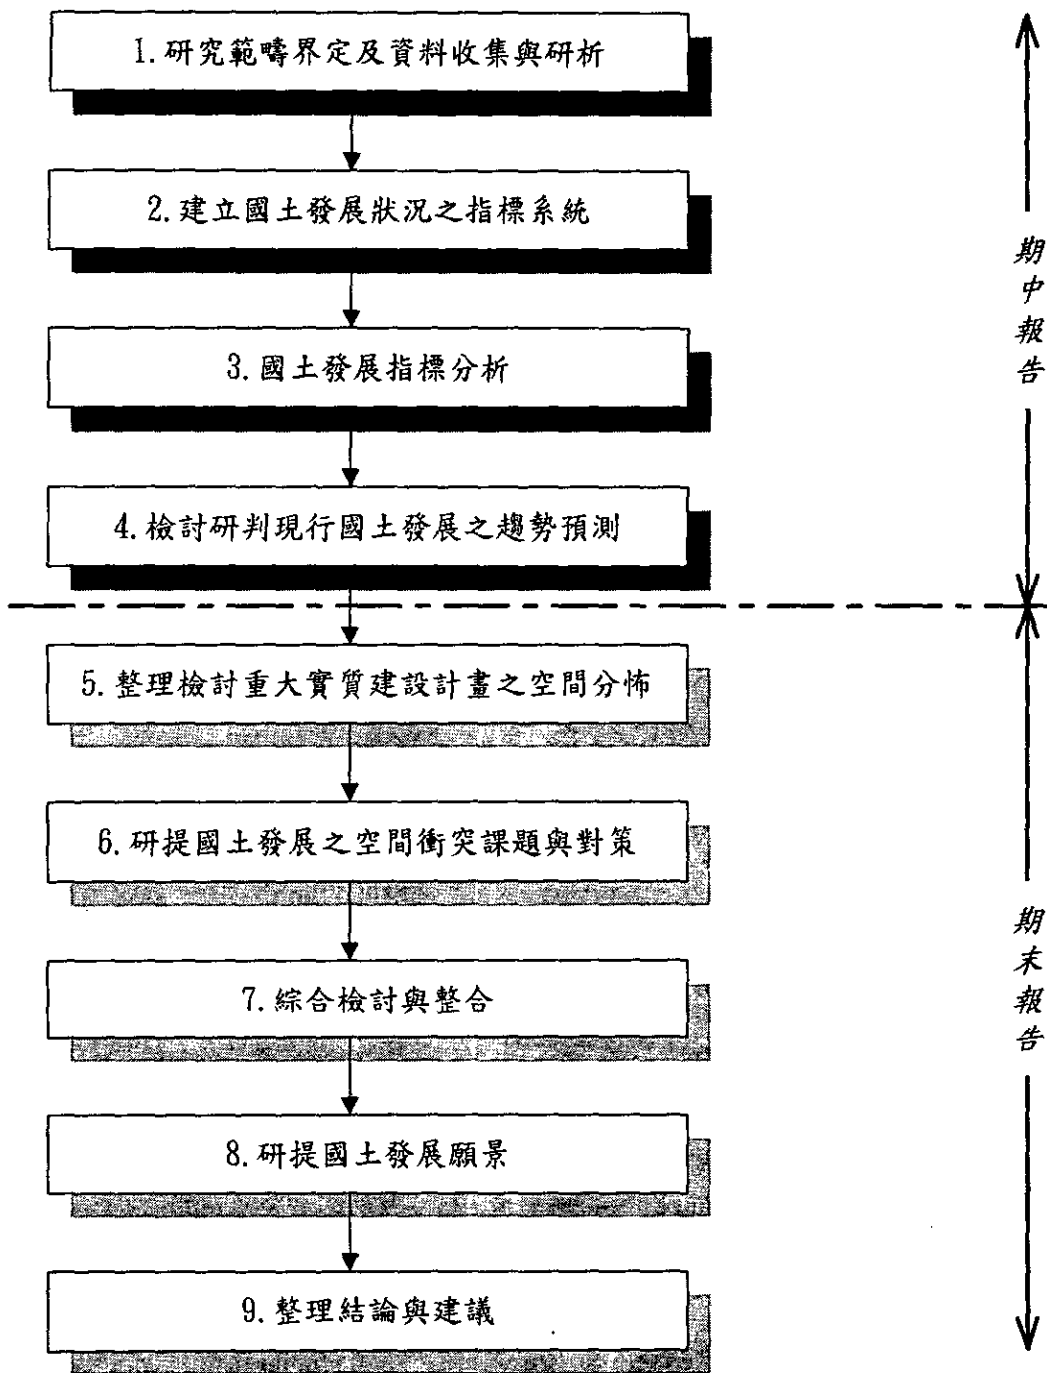 1.研究範疇界定及資料收集與研析
2.建立國土發展狀況之指標系統
3.國土發展指標分析
4.檢討研判現行國土發展之趨勢預測
期中報告
5.整理檢討重大實質建設計畫之空間分怖
6.研提國土發展之空間衝突課題與對策
7.綜合檢討與整合
8.研提國土發展願景
9.整理結論與建議
期末報告